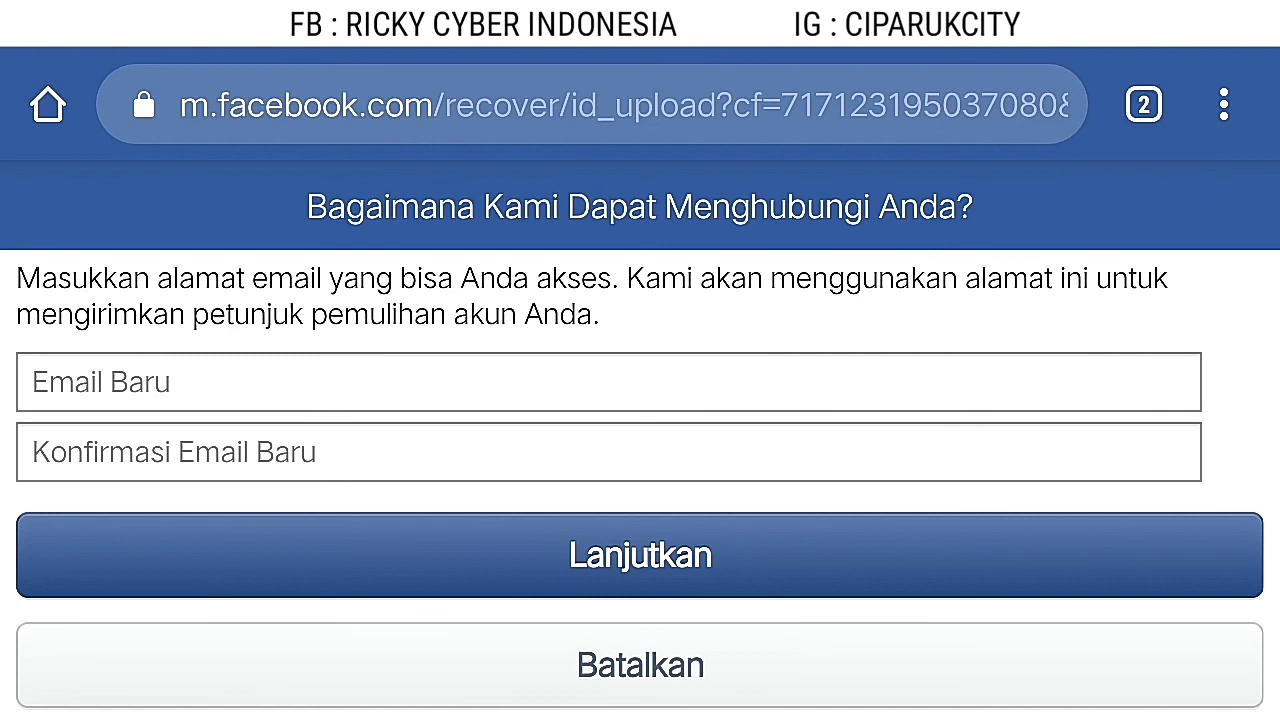 FB : RICKY CYBER INDONESIA IG : CIPARUKCITY
m.facebook.com/recover/id_upload?cf=717123195037080 2
Bagaimana Kami Dapat Menghubungi Anda?
Masukkan alamat email yang bisa Anda akses. Kami akan menggunakan alamat ini untuk
mengirimkan petunjuk pemulihan akun Anda.
Email Baru
Konfirmasi Email Baru
Lanjutkan
Batalkan